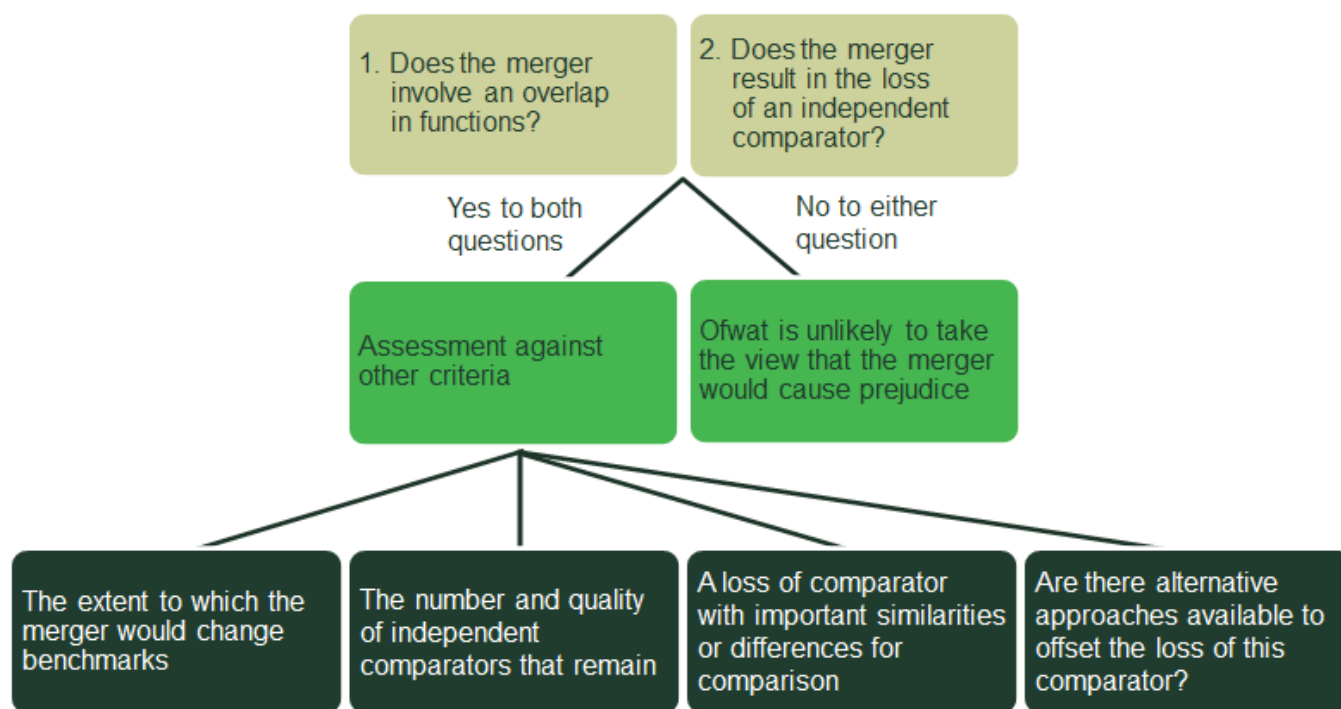 1. Does the merger
involve an overlap
in functions?
2. Does the merger
result in the loss
of an independent
comparator?
Yes to both
questions
No to either
question
Assessment against
other criteria
Ofwat is unlikely to take
the view that the merger
would cause prejudice
The extent to which the
merger would change
benchmarks
The number and quality
of independent
comparators that remain
A loss of comparator
with important similarities
or differences for
comparison
Are there alternative
approaches available to
offset the loss of this
comparator?